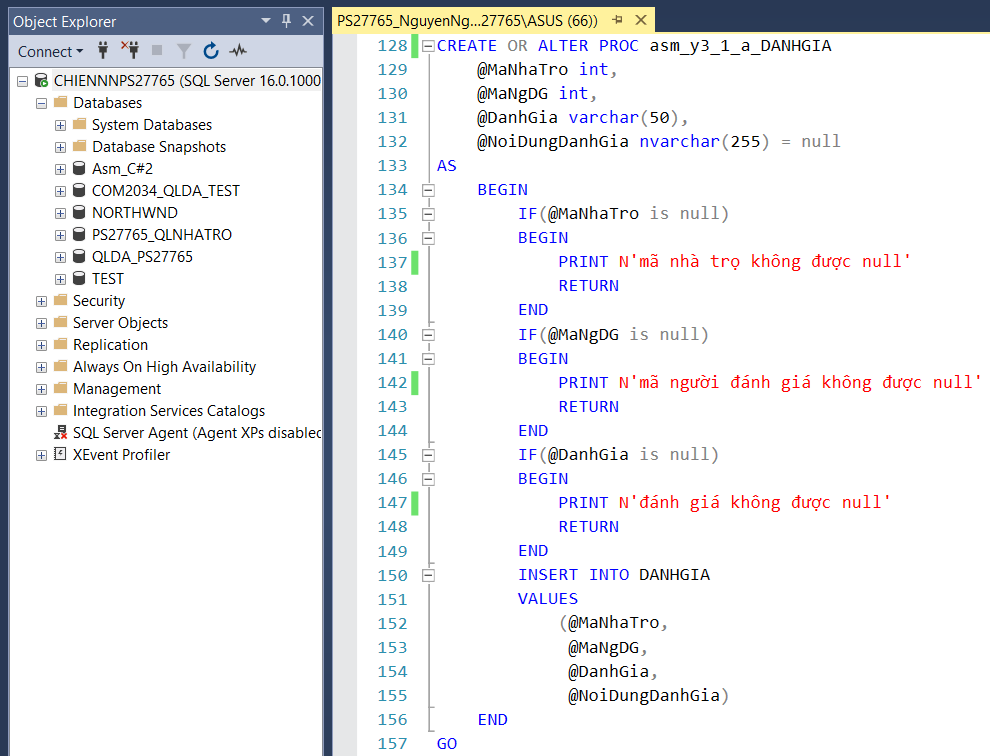 Object Explorer
Connect
CHIENNNPS27765 (SQL Server 16.0.1000
Databases
System Databases
Database Snapshots
Asm_C#2
COM2034_QLDA_TEST
NORTHWND
PS27765_QLNHATRO
QLDA_PS27765
TEST
Security
Server Objects
Replication
Always On High Availability
Management
Integration Services Catalogs
SQL Server Agent (Agent XPs disabled
XEvent Profiler
PS27765_NguyenNg...27765\ASUS (66))
128 CREATE OR ALTER PROC asm_y3_1_a_DANHGIA
129 @MaNhaTro int,
130 @MaNgDG int,
131 @DanhGia varchar(50),
132 @NoiDungDanhGia nvarchar(255) = null
133 AS
134 BEGIN
135 IF(@MaNhaTro is null)
136 BEGIN
137 PRINT N'mã nhà trọ không được null'
138 RETURN
139 END
140 IF(@MaNgDG is null)
141 BEGIN
142 PRINT N'mã người đánh giá không được null'
143 RETURN
144 END
145 IF(@DanhGia is null)
146 BEGIN
147 PRINT N'đánh giá không được null'
148 RETURN
149 END
150 INSERT INTO DANHGIA
151 VALUES
152 (@MaNhaTro,
153 @MaNgDG,
154 @DanhGia,
155 @NoiDungDanhGia)
156 END
157 GO